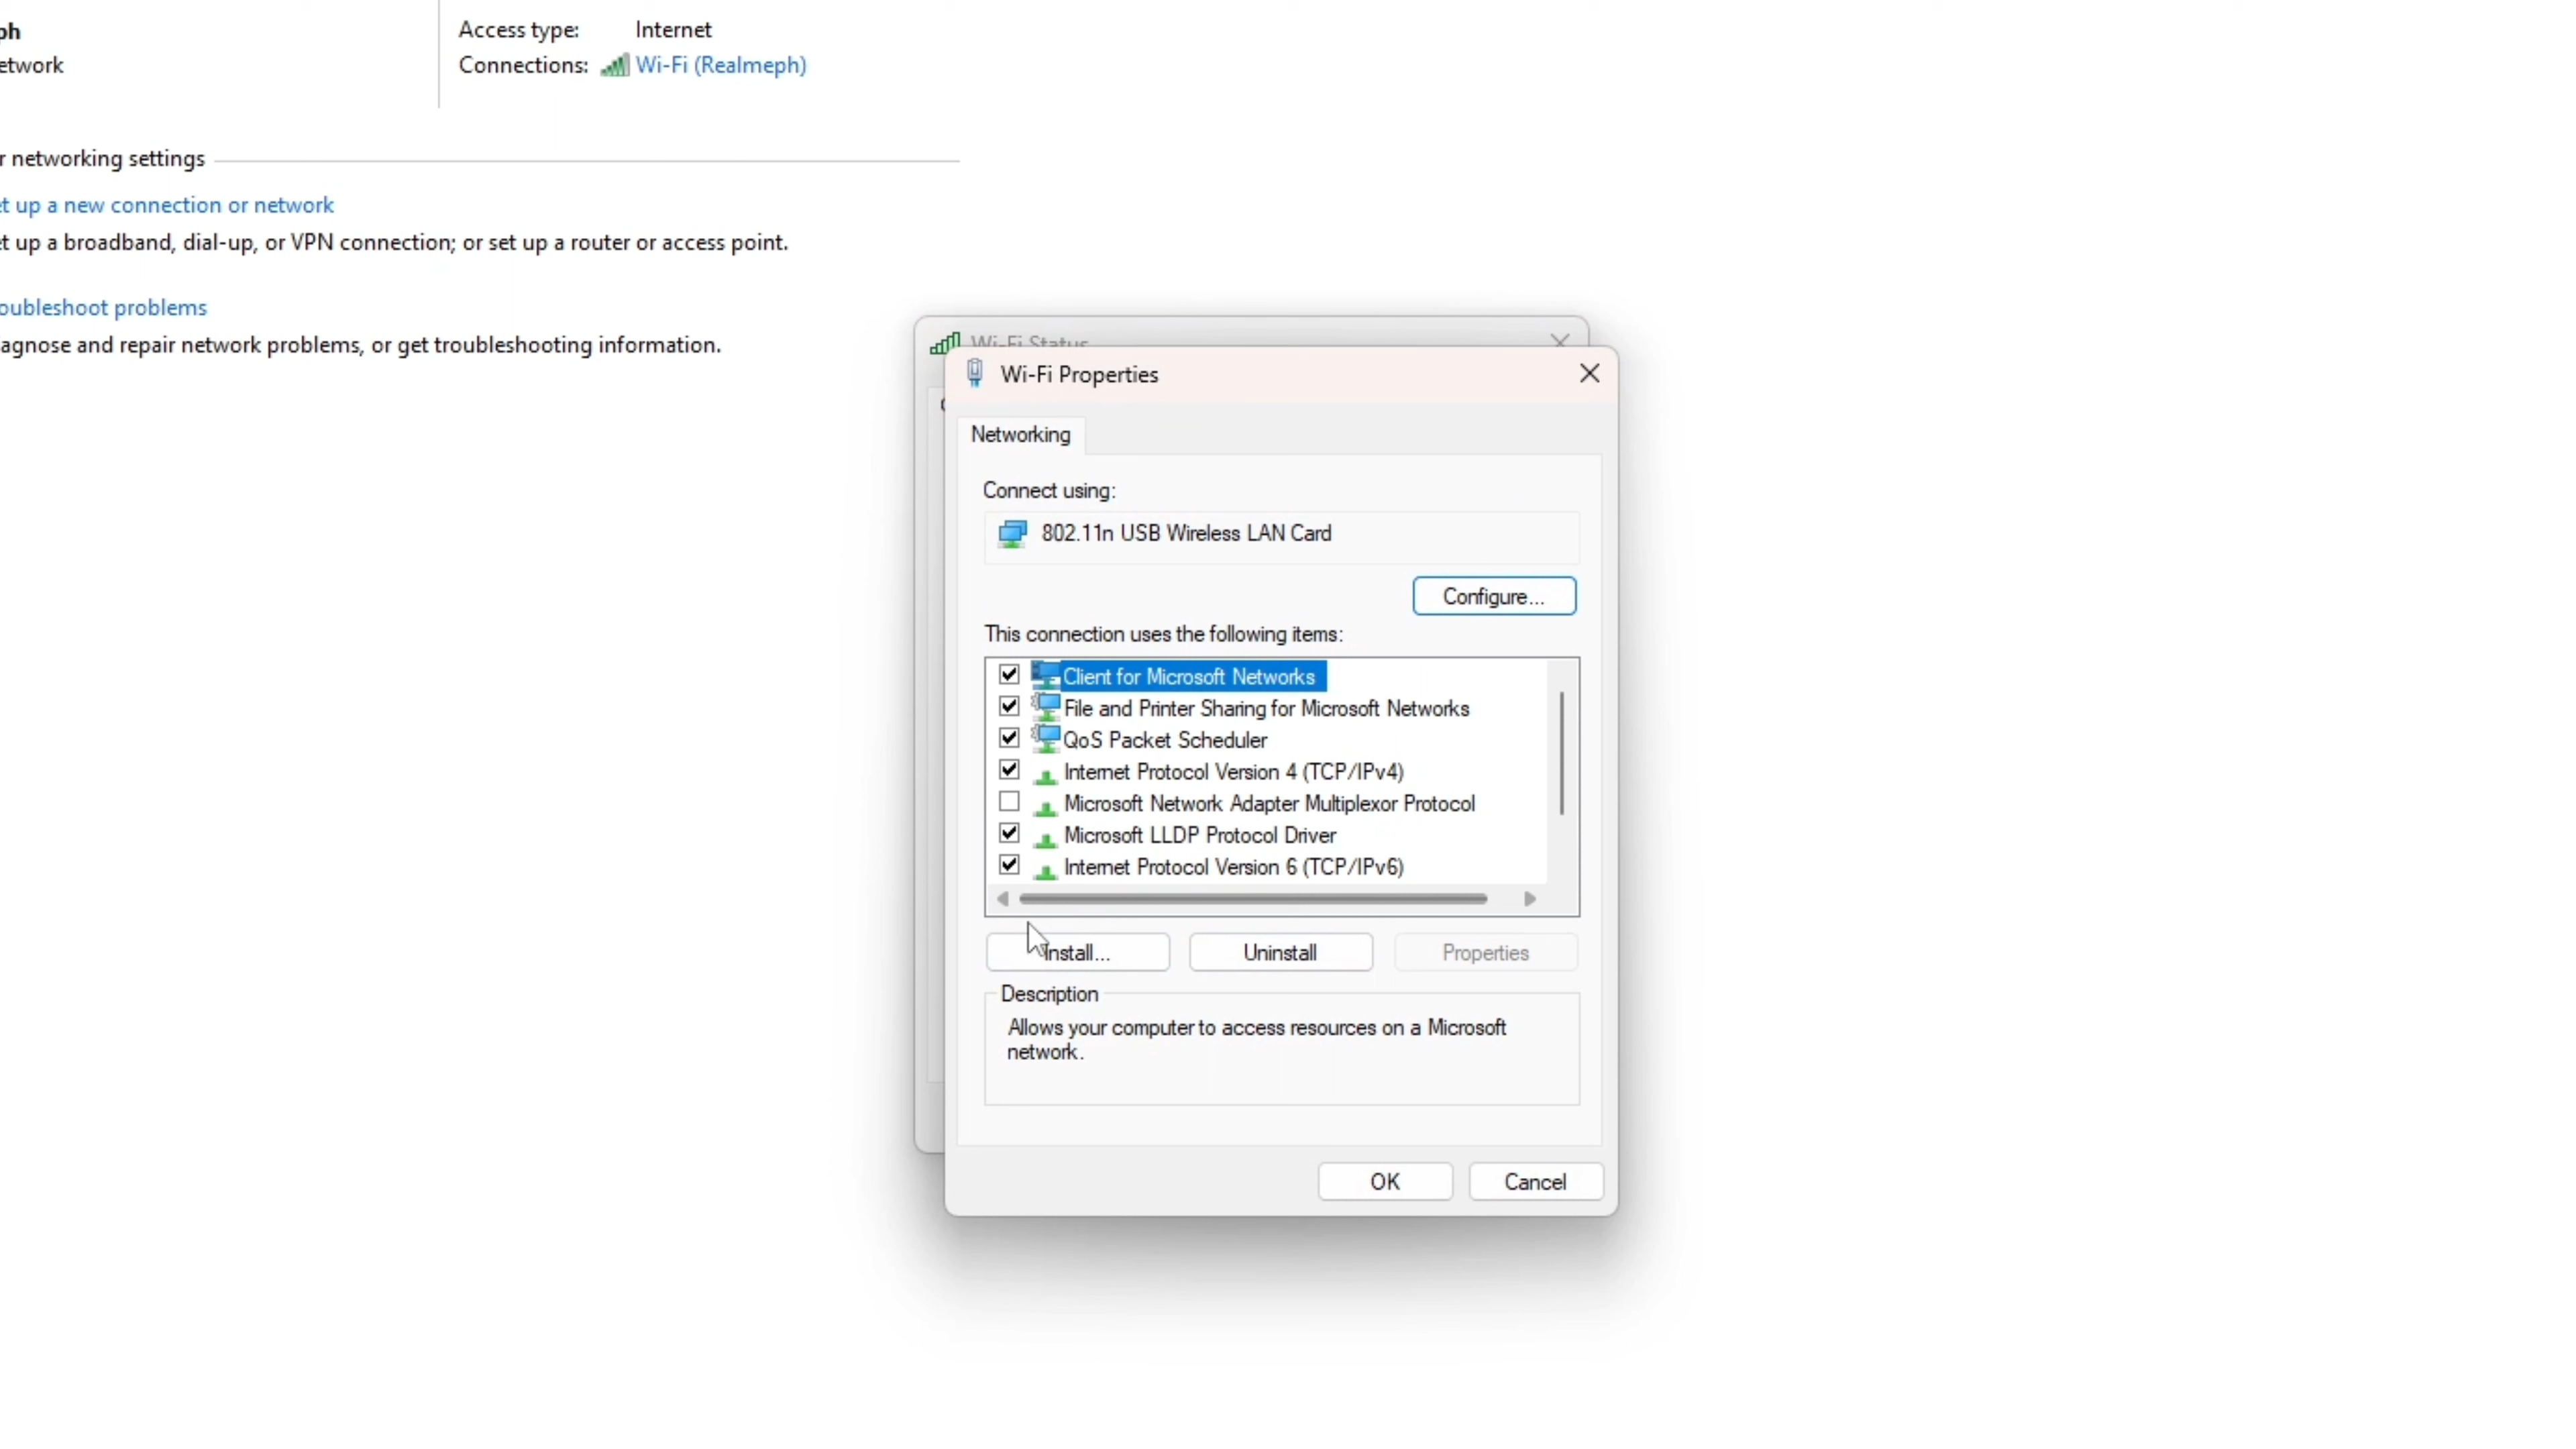 ph
etwork
Access type: Internet
Connections: Wi-Fi (Realmeph)
r networking settings
et up a new connection or network
et up a broadband, dial-up, or VPN connection; or set up a router or access point.
oubleshoot problems
agnose and repair network problems, or get troubleshooting information.
Wi-Fi Status
Wi-Fi Properties
Networking
Connect using:
802.11n USB Wireless LAN Card
Configure...
This connection uses the following items:
Client for Microsoft Networks
File and Printer Sharing for Microsoft Networks
QoS Packet Scheduler
Internet Protocol Version 4 (TCP/IPv4)
Microsoft Network Adapter Multiplexor Protocol
Microsoft LLDP Protocol Driver
Internet Protocol Version 6 (TCP/IPv6)
Install... Uninstall Properties
Description
Allows your computer to access resources on a Microsoft
network.
OK Cancel